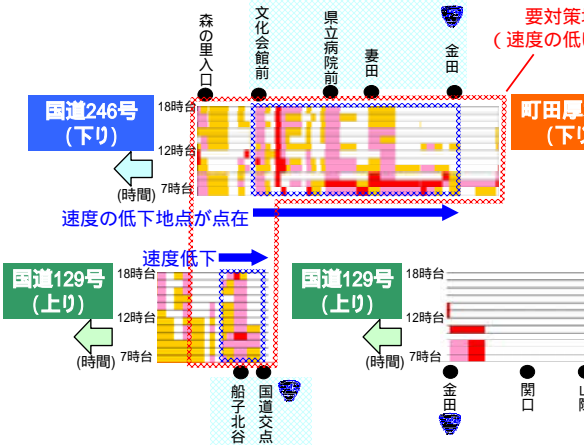 森の里入口
文化会館前
県立病院前
妻田
金田
要対策
(速度の低
国道246号
(下り)
18時台
12時台
7時台
(時間)
町田厚
(下り
速度の低下地点が点在
速度低下
国道129号
(上り)
18時台
12時台
7時台
(時間)
船子北谷
国道交点
国道129号
(上り)
18時台
12時台
7時台
(時間)
金田
関口